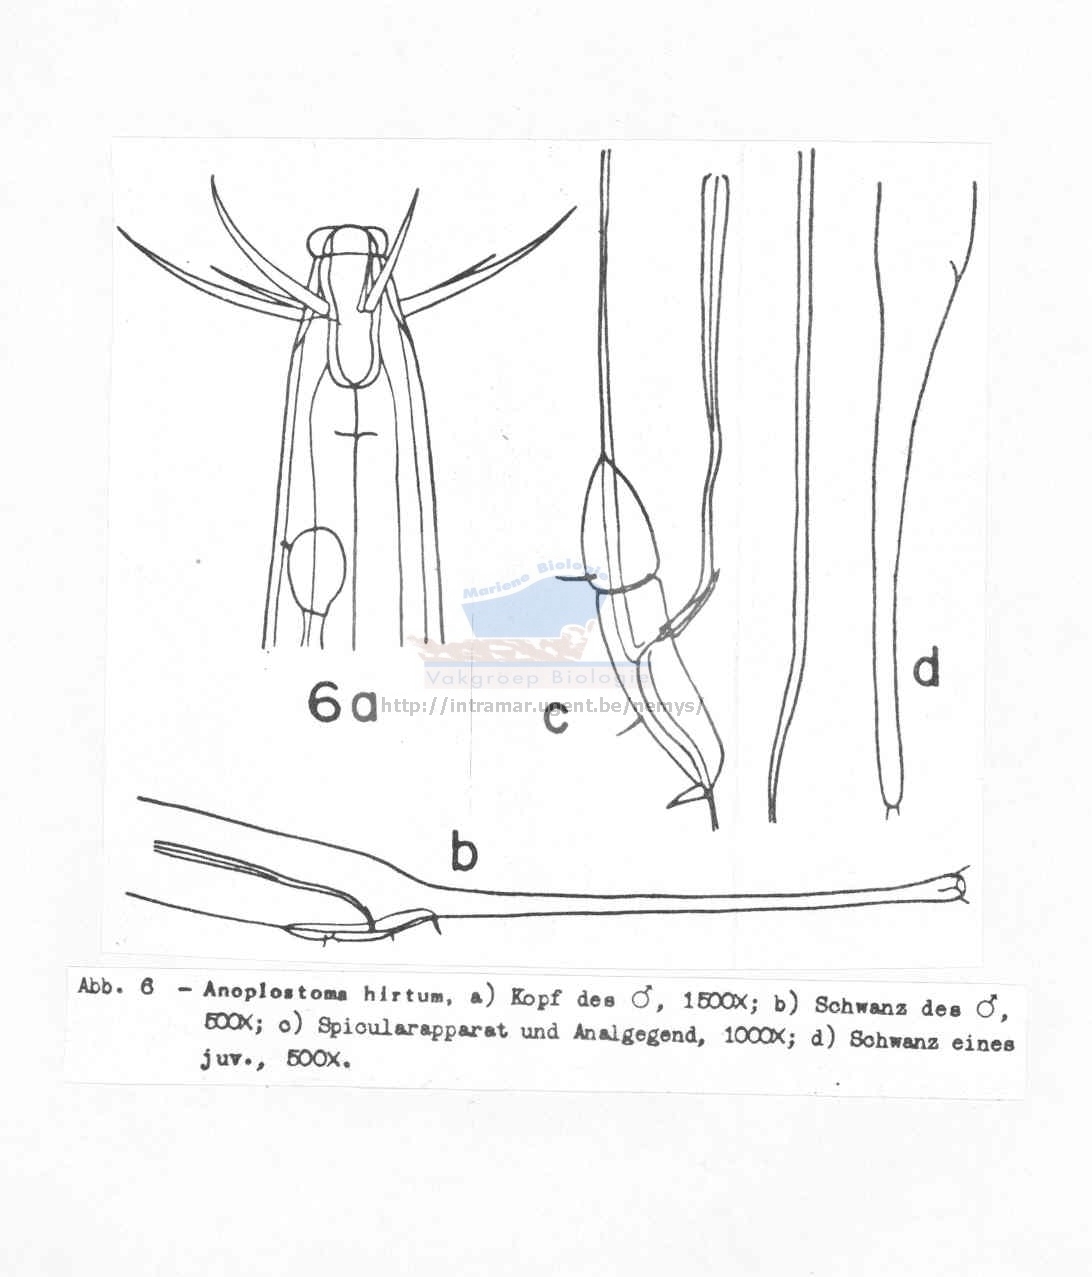 6a
c
d
b
Mariene Biologie
Vakgroep Biologie
http://intramar.ugent.be/nemys/
Abb. 6 - Anoplostoma hirtum, a) Kopf des ♂, 1500X; b) Schwanz des ♂,
500X; c) Spicularapparat und Analgegend, 1000X; d) Schwanz eines
juv., 500X.